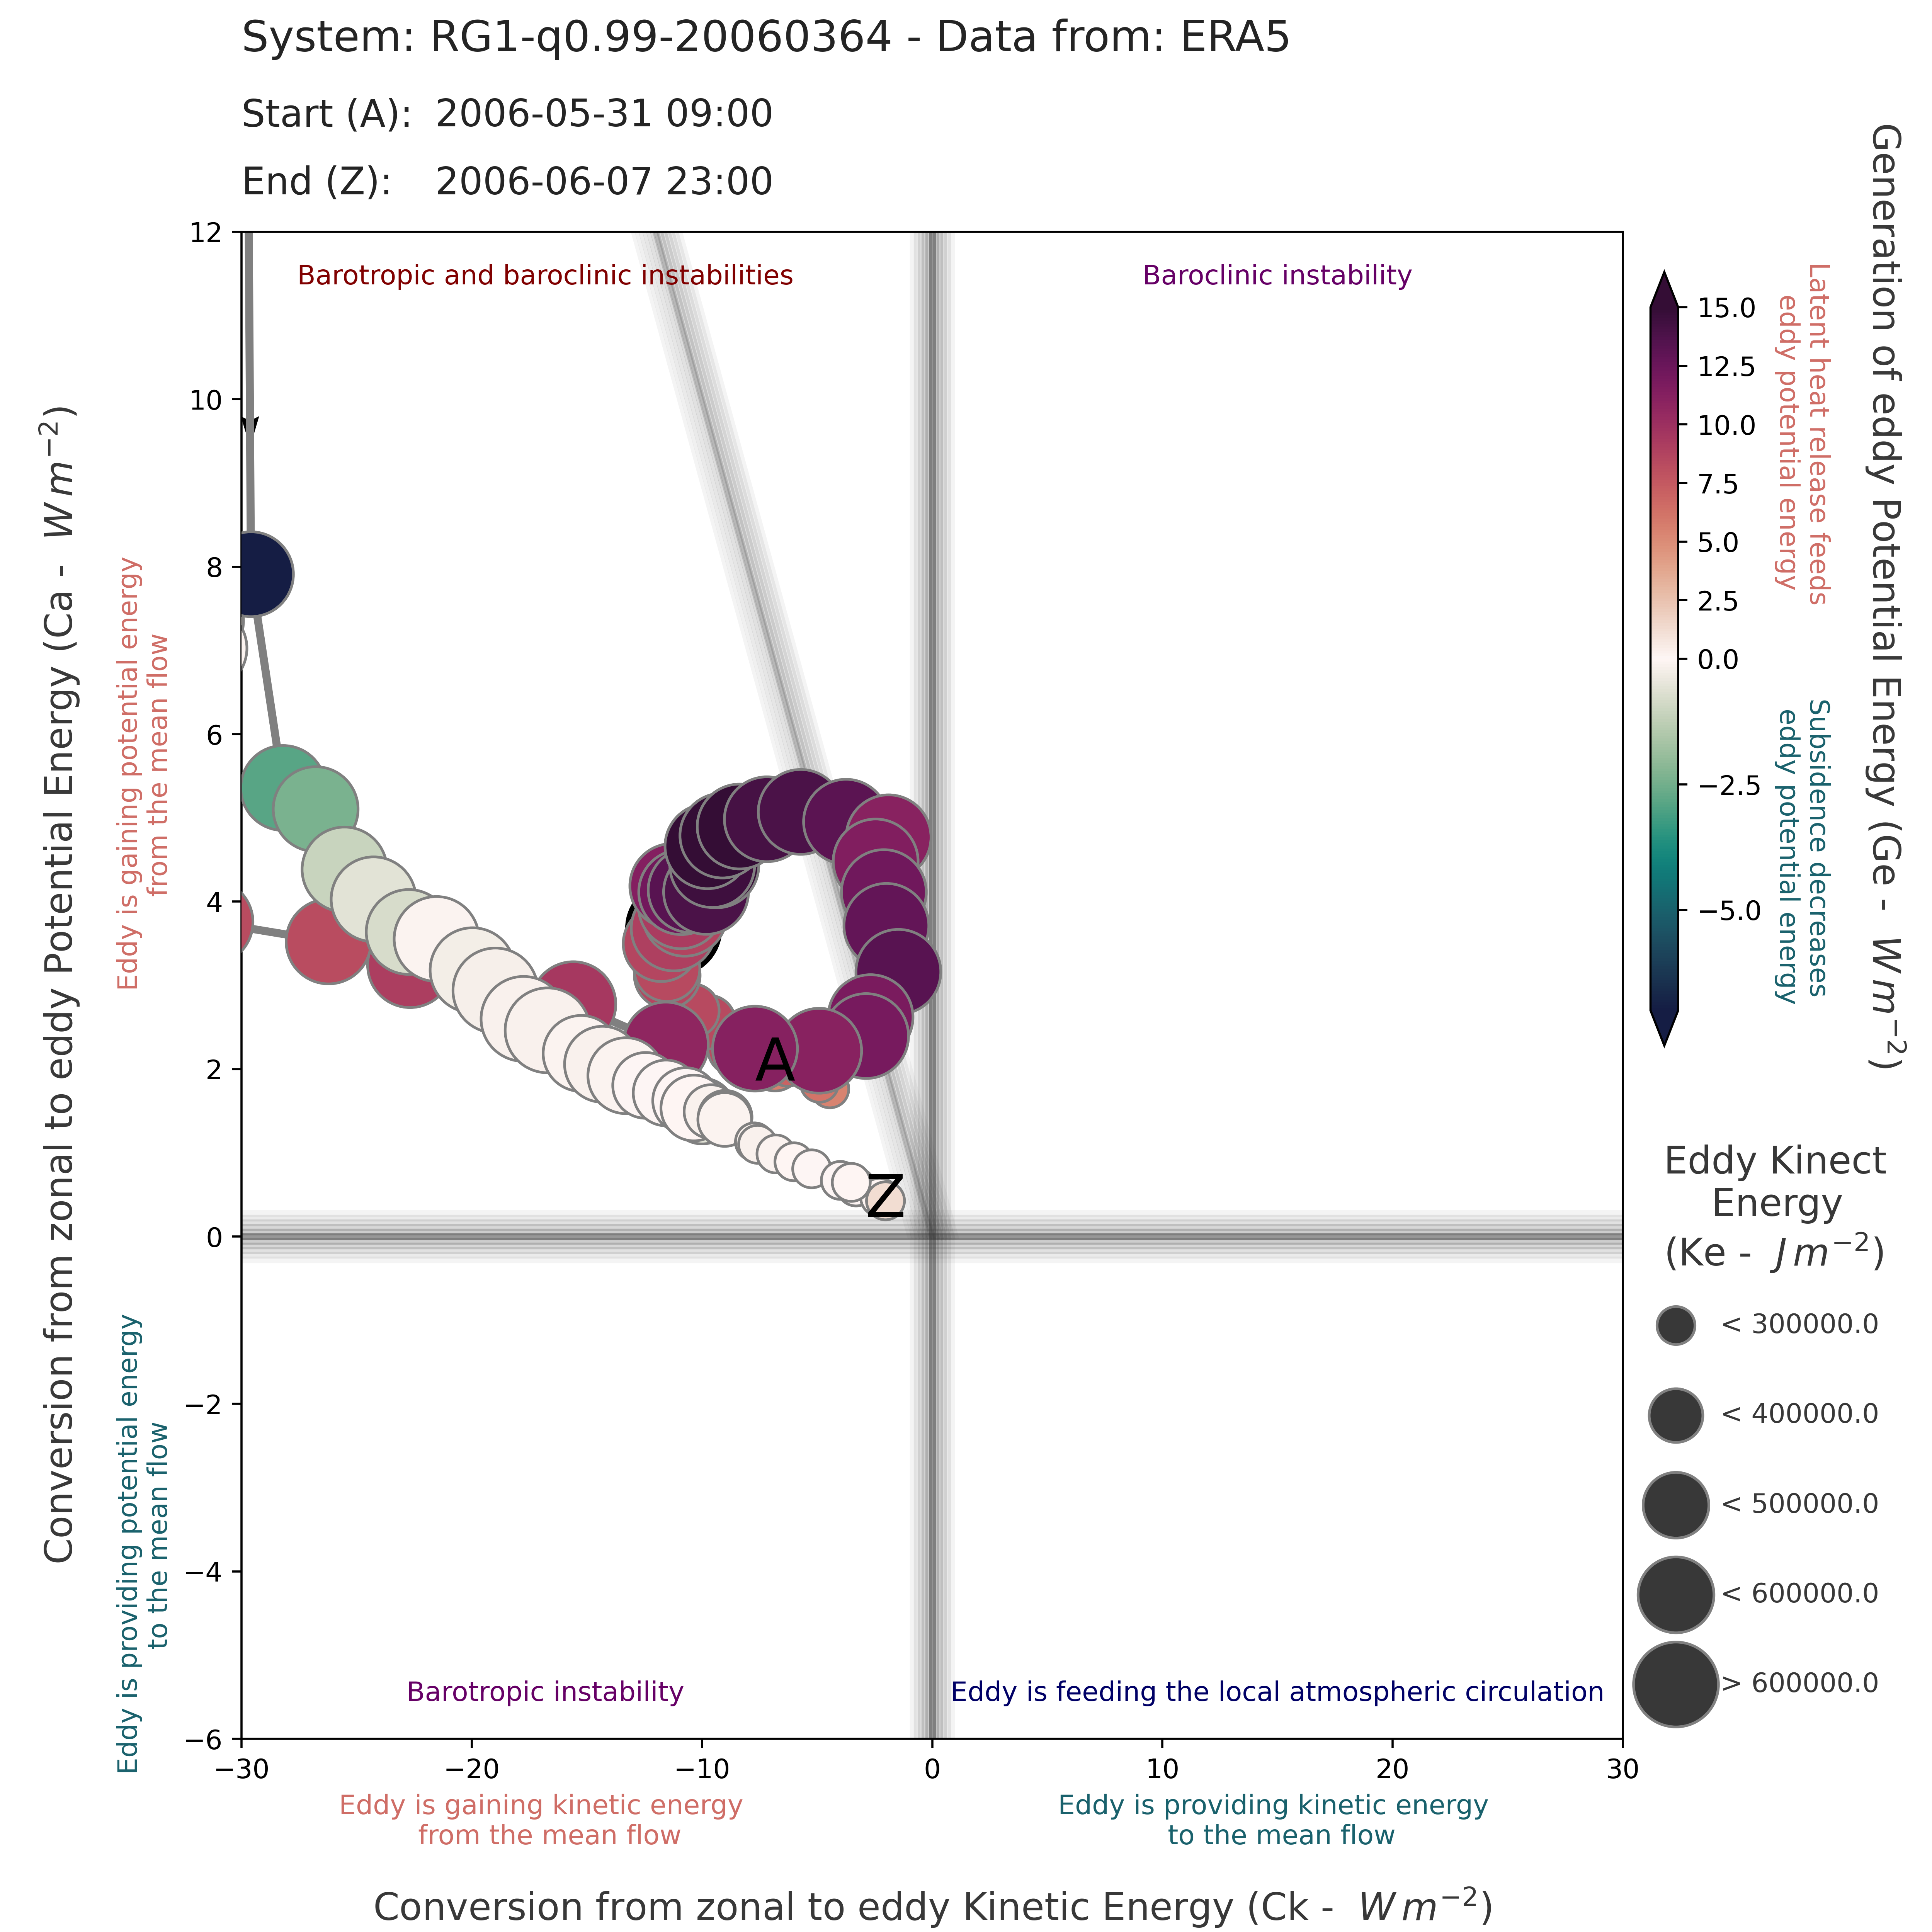 System: RG1-q0.99-20060364 - Data from: ERA5
Start (A): 2006-05-31 09:00
End (Z): 2006-06-07 23:00
Conversion from zonal to eddy Potential Energy (Ca - W m⁻²)
Eddy is gaining potential energy
from the mean flow
Eddy is providing potential energy
to the mean flow
12
10
8
6
4
2
0
−2
−4
−6
Barotropic and baroclinic instabilities
Baroclinic instability
A
Z
Barotropic instability
Eddy is feeding the local atmospheric circulation
−30
−20
−10
0
10
20
30
Eddy is gaining kinetic energy
from the mean flow
Eddy is providing kinetic energy
to the mean flow
Conversion from zonal to eddy Kinetic Energy (Ck - W m⁻²)
15.0
12.5
10.0
7.5
5.0
2.5
0.0
−2.5
−5.0
Latent heat release feeds
eddy potential energy
Subsidence decreases
eddy potential energy
Generation of eddy Potential Energy (Ge - W m⁻²)
Eddy Kinect
Energy
(Ke - J m⁻²)
< 300000.0
< 400000.0
< 500000.0
< 600000.0
> 600000.0